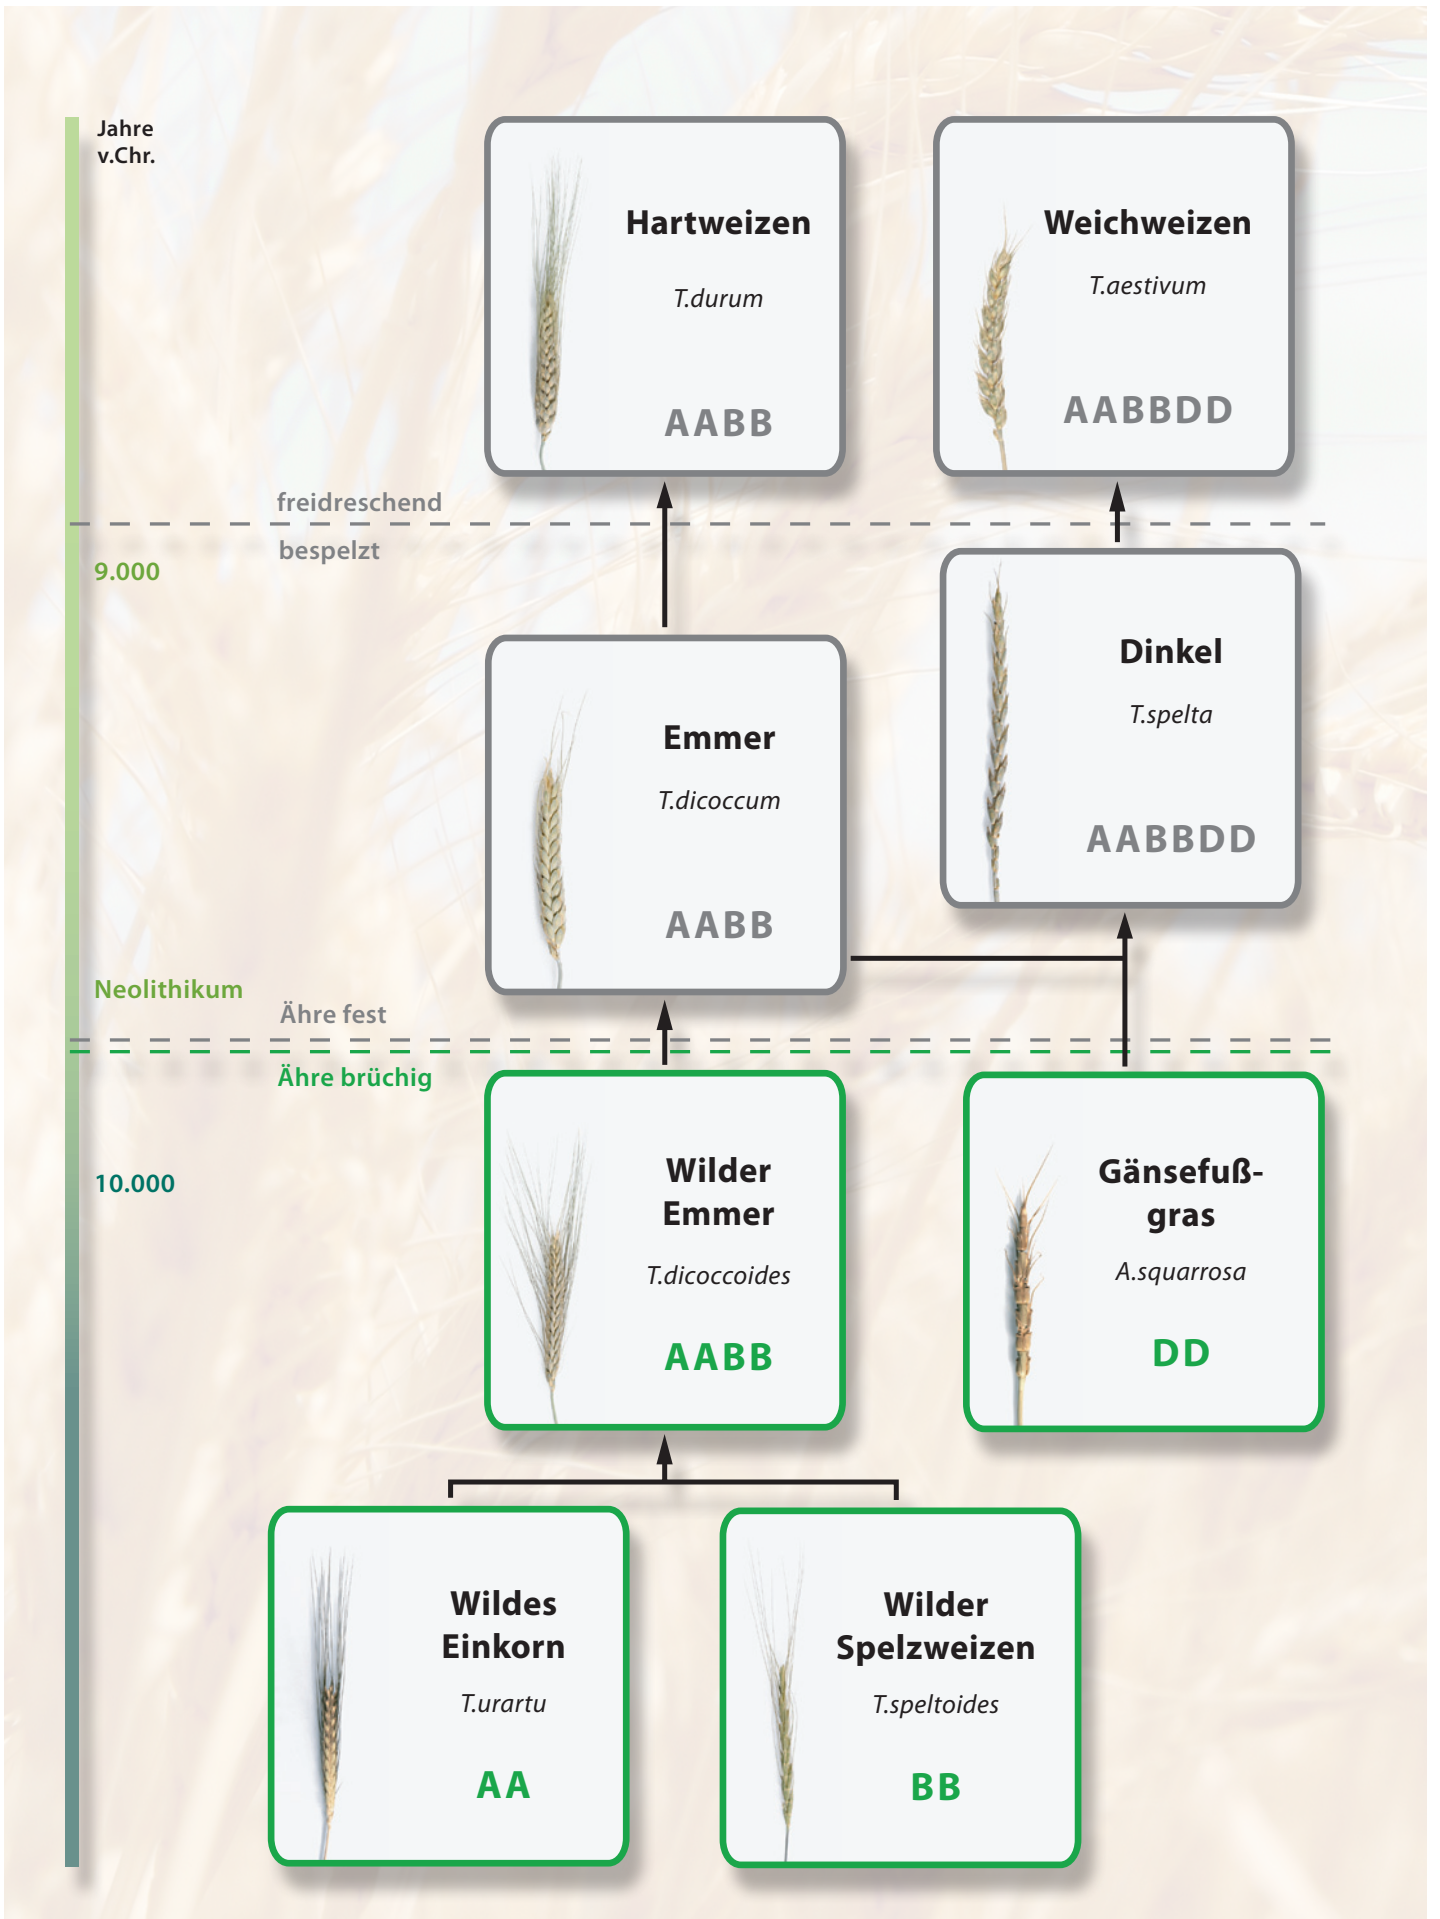 Jahre
v.Chr.
Hartweizen
T.durum
AABB
Weichweizen
T.aestivum
AABBDD
freidreschend
bespelzt
9.000
Dinkel
T.spelta
AABBDD
Emmer
T.dicoccum
AABB
Neolithikum
Ähre fest
Ähre brüchig
10.000
Wilder
Emmer
T.dicoccoides
AABB
Gänsefuß-
gras
A.squarrosa
DD
Wildes
Einkorn
T.urartu
AA
Wilder
Spelzweizen
T.speltoides
BB